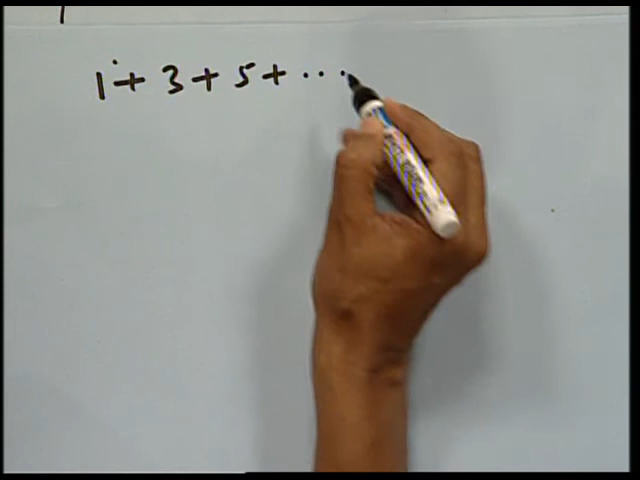 1 + 3 + 5 + ...